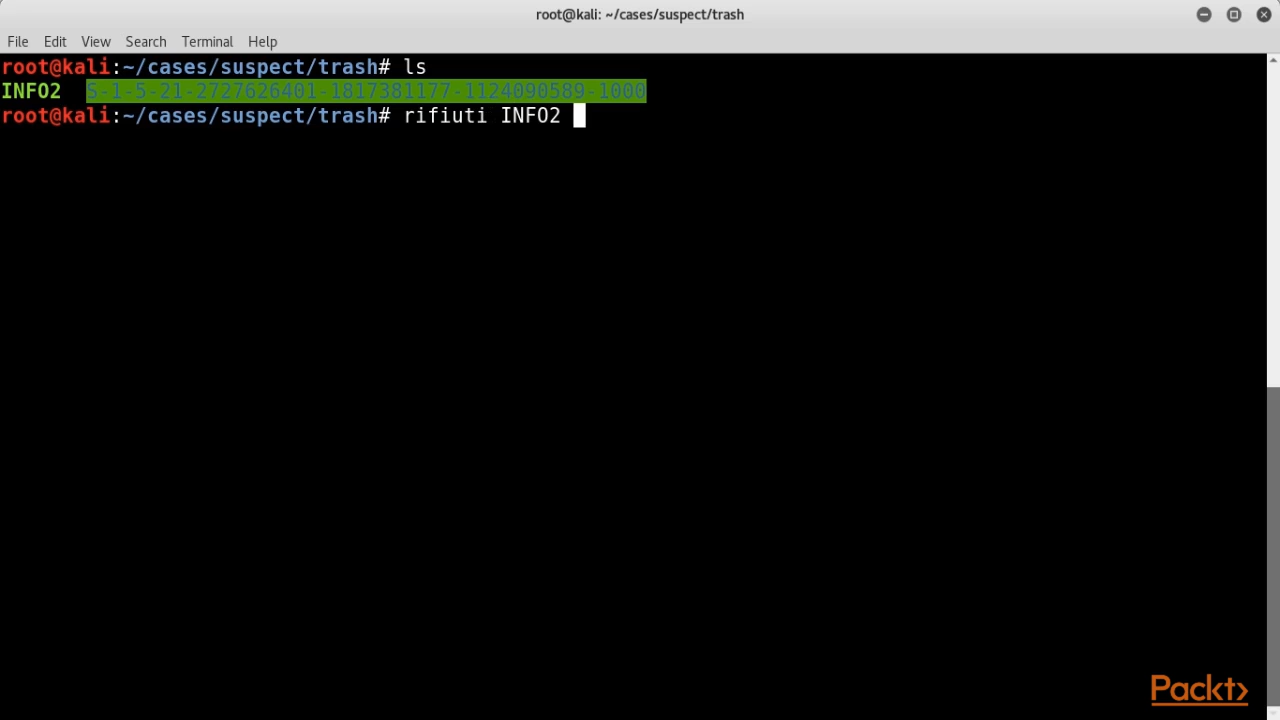 root@kali: ~/cases/suspect/trash
File Edit View Search Terminal Help
root@kali:~/cases/suspect/trash# ls
INFO2 S-1-5-21-2727626401-1817381177-1124090589-1000
root@kali:~/cases/suspect/trash# rifiuti INFO2
Packt>